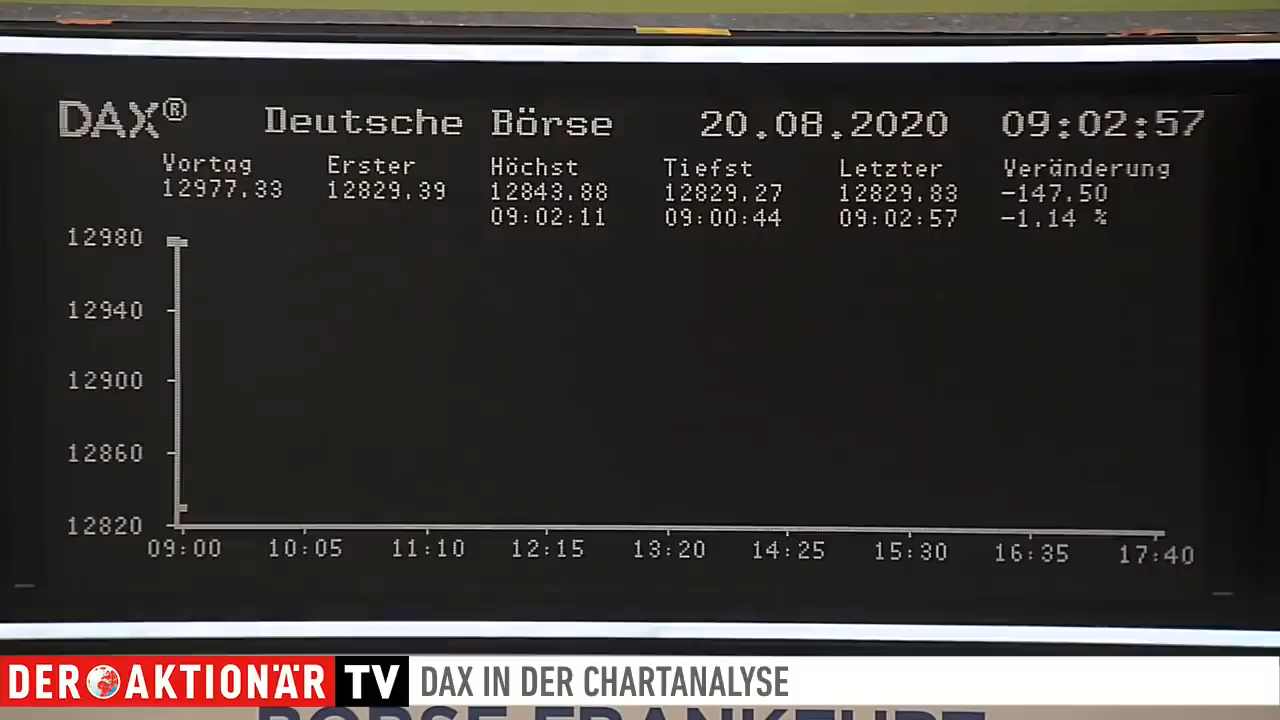 DAX® Deutsche Börse 20.08.2020 09:02:57
Vortag Erster Höchst Tiefst Letzter Veränderung
12977.33 12829.39 12843.88 12829.27 12829.83 -147.50
09:02:11 09:00:44 09:02:57 -1.14 %
12980
12940
12900
12860
12820
09:00 10:05 11:10 12:15 13:20 14:25 15:30 16:35 17:40
DER AKTIONÄR TV DAX IN DER CHARTANALYSE
BÖRSE FRANKFURT